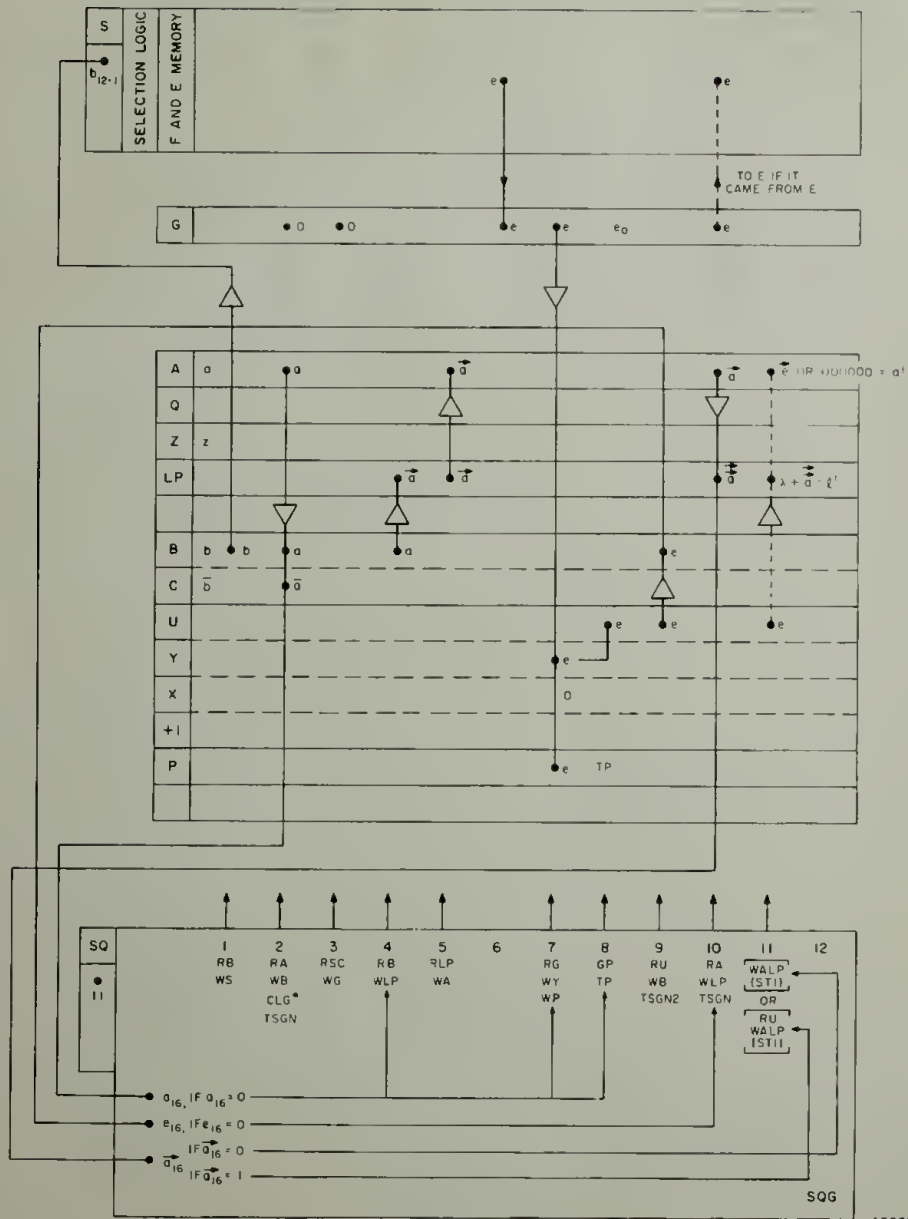 S
b12-1
SELECTION LOGIC
F AND E MEMORY
e
e
TO E IF IT
CAME FROM E
G
0
0
e
e
e0
e
A
a
a
a
a
Q
Z
z
LP
a
a
a
B
b
b
a
a
e
C
b
a
U
e
e
e
Y
e
X
0
+1
P
e
TP
SQ
11
1 2 3 4 5 6 7 8 9 10 11 12
RB RA RSC RB RLP RG GP RU RA WALP
WS WB WG WLP WA WY TP WB WLP (STI)
CLG* WP TSGN2 TSGN OR
TSGN RU
WALP
(STI)
a16, IF a16 = 0
e16, IF e16 = 0
a16 IF a16 = 0
IF a16 = 1
SQG